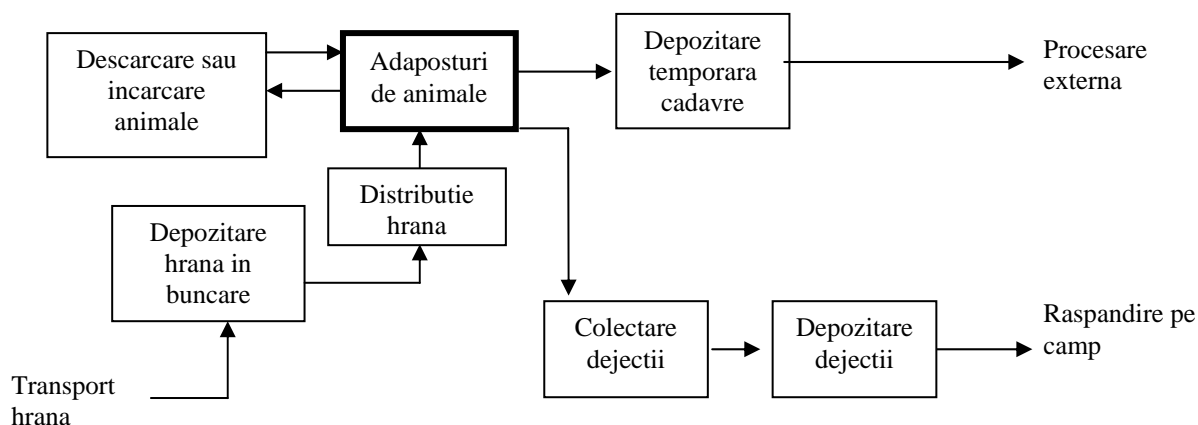 Descarcare sau
incarcare
animale
Adaposturi
de animale
Depozitare
temporara
cadavre
Procesare
externa
Distributie
hrana
Depozitare
hrana in
buncare
Colectare
dejectii
Depozitare
dejectii
Raspandire pe
camp
Transport
hrana